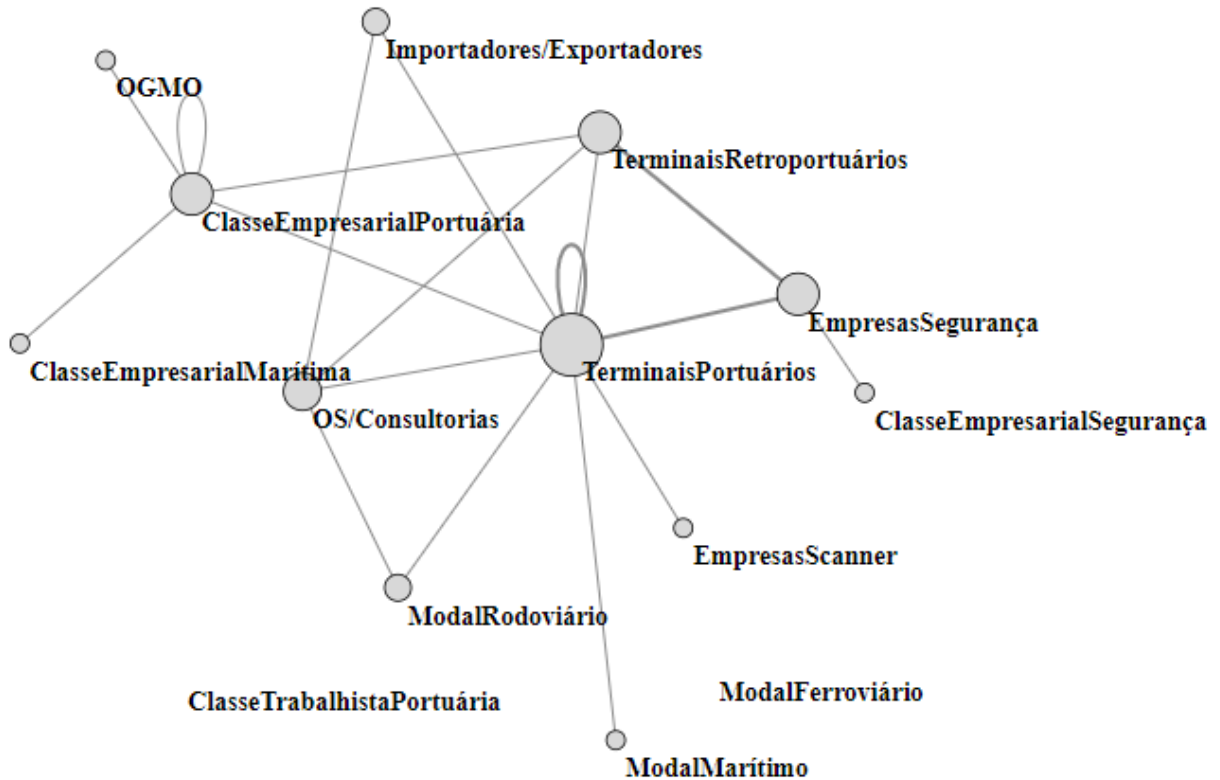 Importadores/Exportadores
OGMO
TerminaisRetroportuários
ClasseEmpresarialPortuária
EmpresasSegurança
ClasseEmpresarialMarítima
TerminaisPortuários
OS/Consultorias
ClasseEmpresarialSegurança
EmpresasScanner
ModalRodoviário
ClasseTrabalhistaPortuária
ModalFerroviário
ModalMarítimo